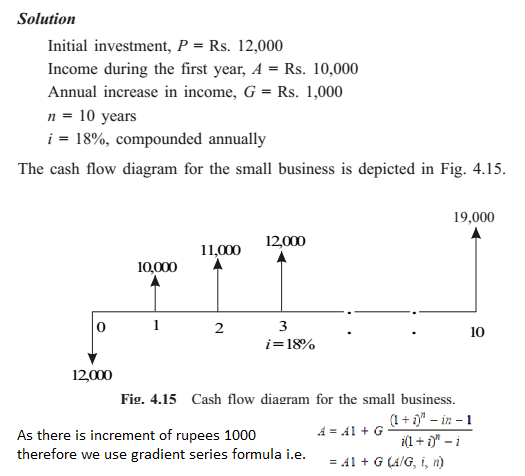 Solution
Initial investment, P = Rs. 12,000
Income during the first year, A = Rs. 10,000
Annual increase in income, G = Rs. 1,000
n = 10 years
i = 18%, compounded annually
The cash flow diagram for the small business is depicted in Fig. 4.15.
19,000
12,000
11,000
10,000
0 1 2 3 . . 10
i = 18%
12,000
Fig. 4.15 Cash flow diagram for the small business.
As there is increment of rupees 1000
therefore we use gradient series formula i.e.
A = A1 + G \frac{(1 + i)^n - in - 1}{i(1 + i)^n - i}
= A1 + G (A/G, i, n)